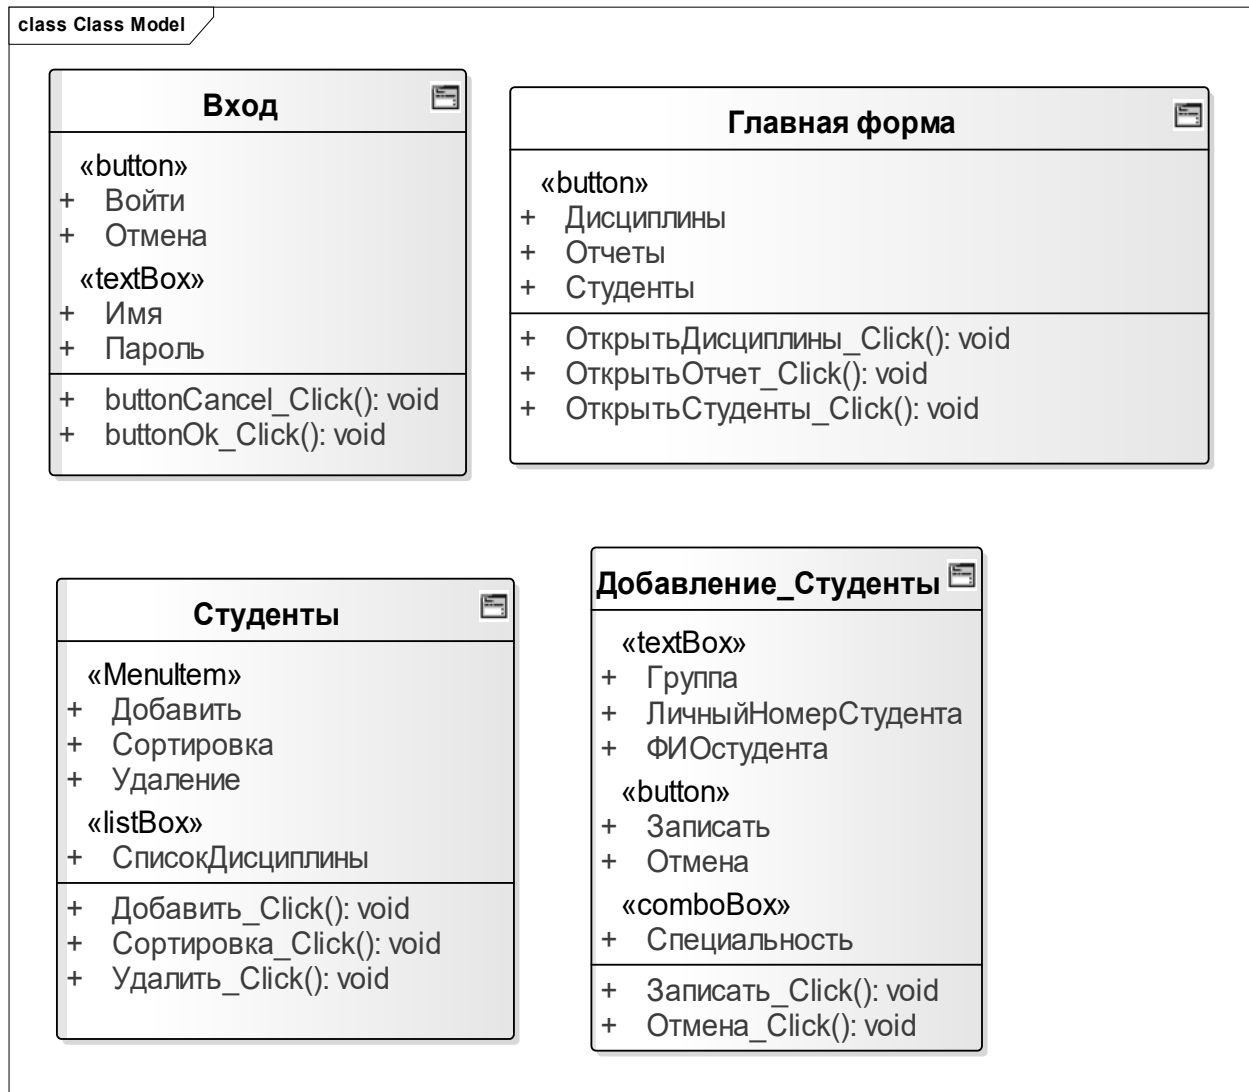 class Class Model
Вход
«button»
+ Войти
+ Отмена
«textBox»
+ Имя
+ Пароль
+ buttonCancel_Click(): void
+ buttonOk_Click(): void
Главная форма
«button»
+ Дисциплины
+ Отчеты
+ Студенты
+ ОткрытьДисциплины_Click(): void
+ ОткрытьОтчет_Click(): void
+ ОткрытьСтуденты_Click(): void
Студенты
«MenuItem»
+ Добавить
+ Сортировка
+ Удаление
«listBox»
+ СписокДисциплины
+ Добавить_Click(): void
+ Сортировка_Click(): void
+ Удалить_Click(): void
Добавление_Студенты
«textBox»
+ Группа
+ ЛичныйНомерСтудента
+ ФИОстудента
«button»
+ Записать
+ Отмена
«comboBox»
+ Специальность
+ Записать_Click(): void
+ Отмена_Click(): void